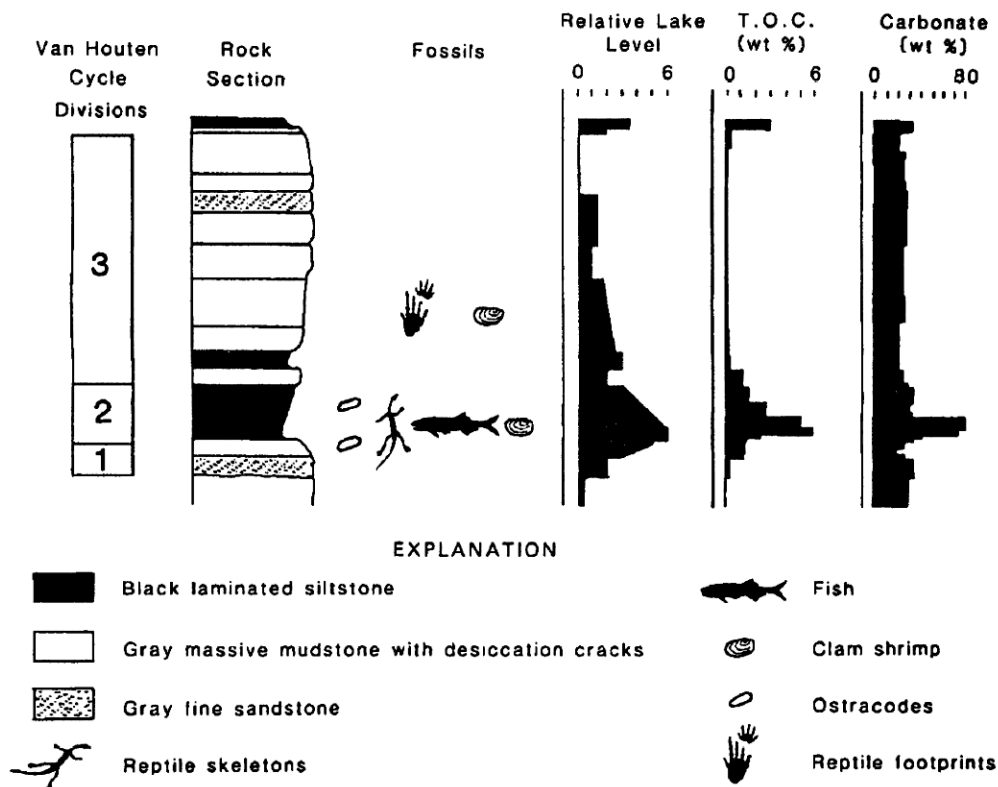 Van Houten
Cycle
Divisions
Rock
Section
Fossils
Relative Lake
Level
0 6
T.O.C.
(wt %)
0 6
Carbonate
(wt %)
0 80
3
2
1
EXPLANATION
Black laminated siltstone
Gray massive mudstone with desiccation cracks
Gray fine sandstone
Reptile skeletons
Fish
Clam shrimp
Ostracodes
Reptile footprints